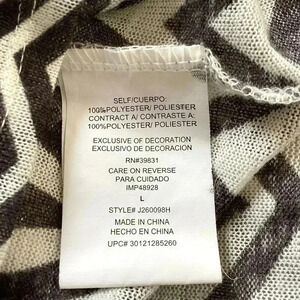 SELF/CUERPO:
100%POLYESTER/ POLIESTER
CONTRACT A/ CONTRASTE A:
100%POLYESTER/ POLIESTER
EXCLUSIVE OF DECORATION
EXCLUSIVO DE DECORACION
RN#39831
CARE ON REVERSE
PARA CUIDADO
IMP48928
L
STYLE# J260098H
MADE IN CHINA
HECHO EN CHINA
UPC# 30121285260